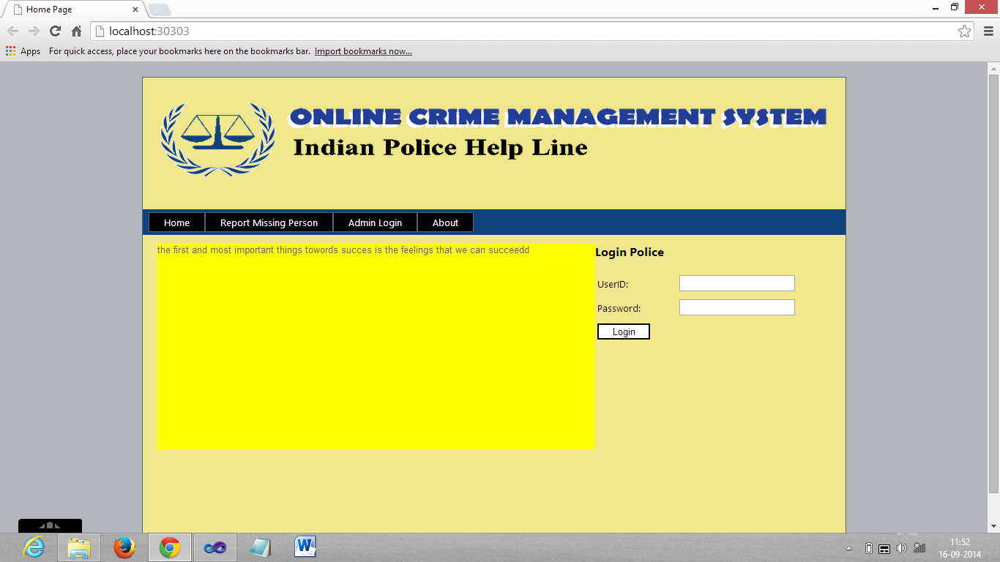 Home Page
localhost:30303
Apps For quick access, place your bookmarks here on the bookmarks bar. Import bookmarks now...
ONLINE CRIME MANAGEMENT SYSTEM
Indian Police Help Line
Home Report Missing Person Admin Login About
the first and most important things towords succes is the feelings that we can succeedd
Login Police
UserID:
Password:
Login
11:52
16-09-2014